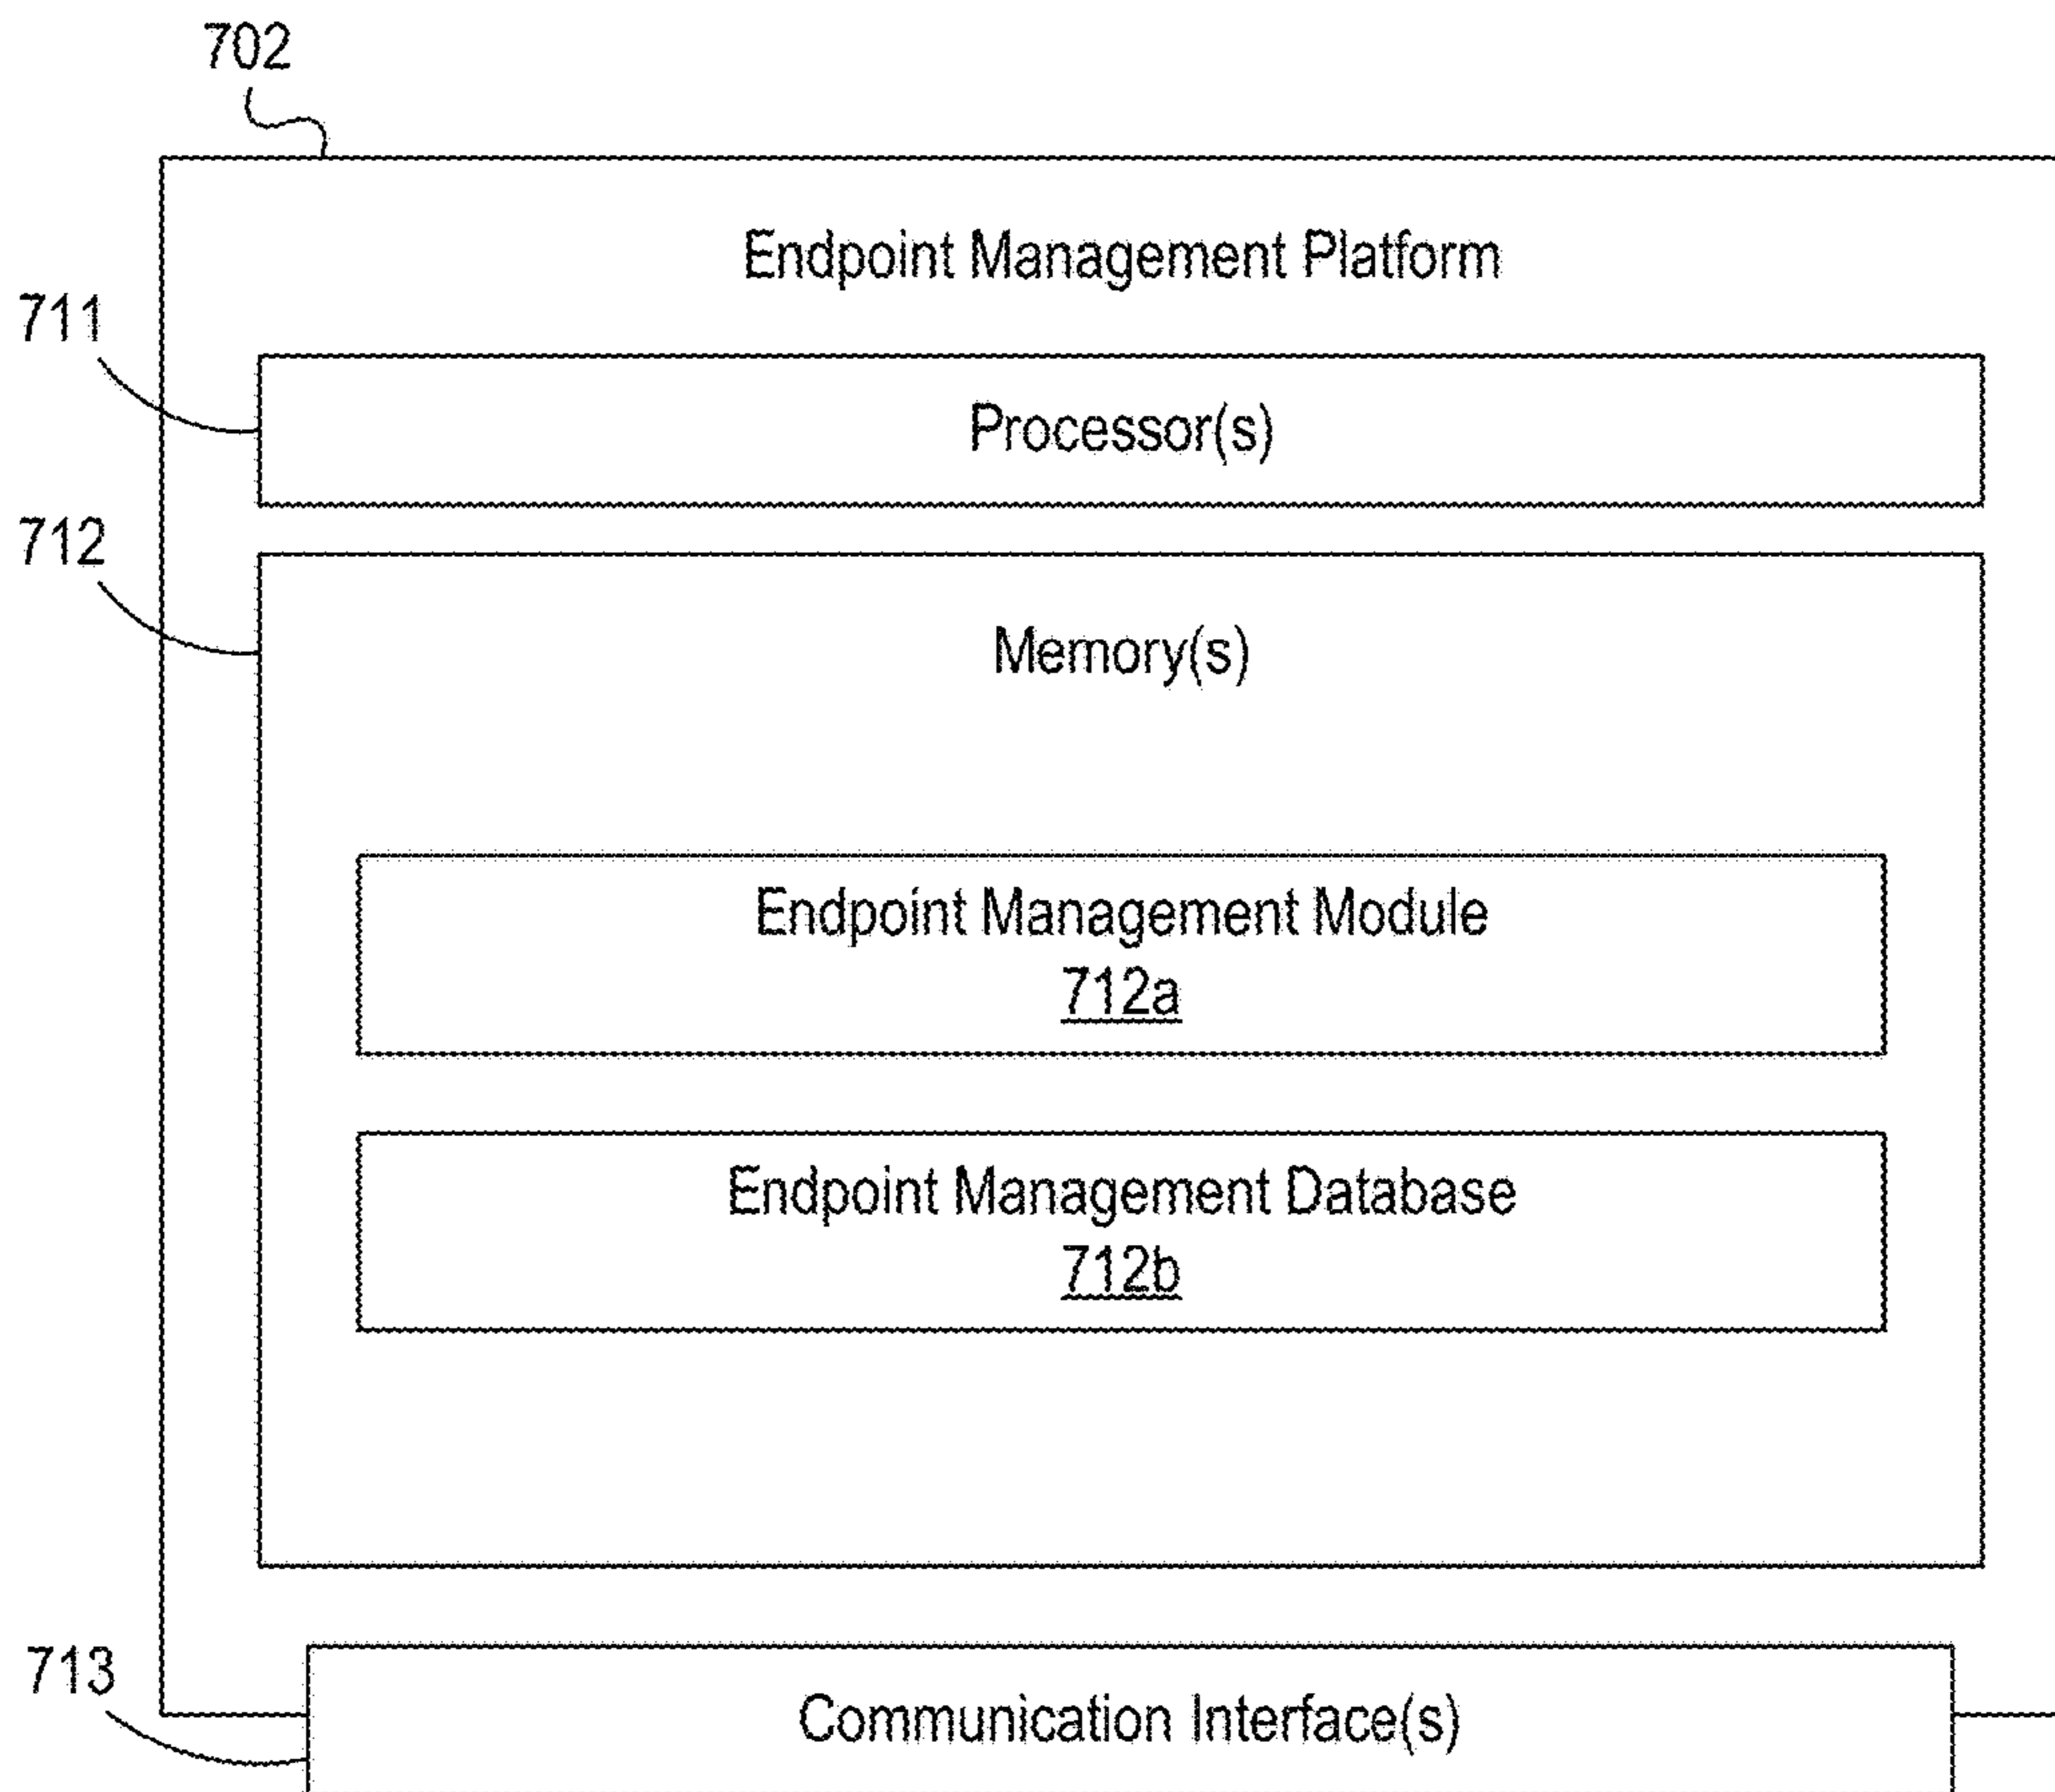 702
Endpoint Management Platform
711
Processor(s)
712
Memory(s)
Endpoint Management Module
712a
Endpoint Management Database
712b
713
Communication Interface(s)